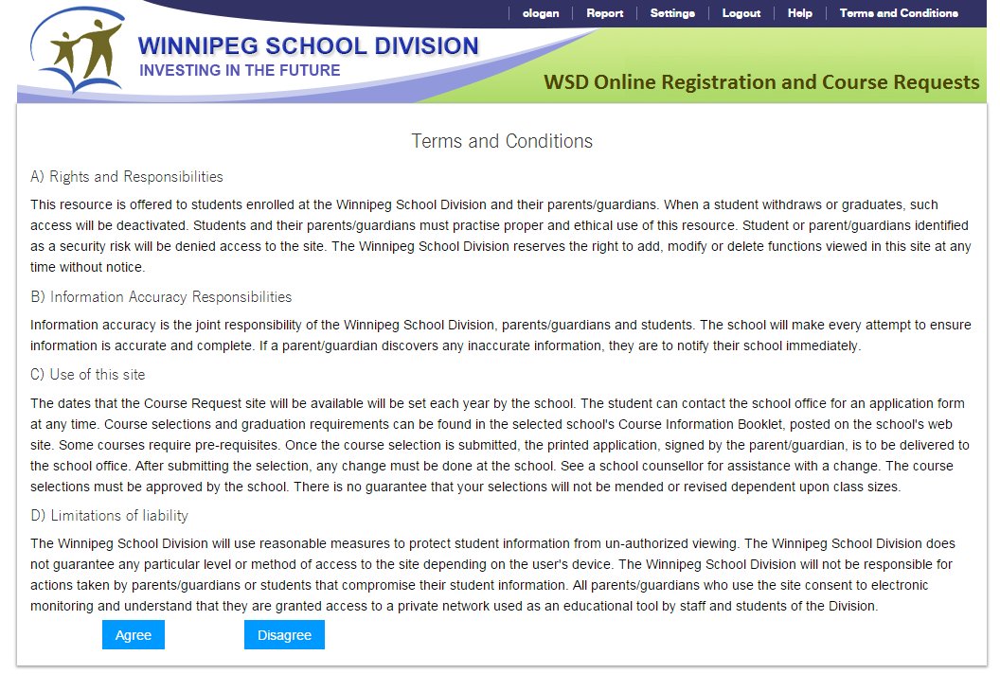 ologan Report Settings Logout Help Terms and Conditions
WINNIPEG SCHOOL DIVISION
INVESTING IN THE FUTURE
WSD Online Registration and Course Requests
Terms and Conditions
A) Rights and Responsibilities
This resource is offered to students enrolled at the Winnipeg School Division and their parents/guardians. When a student withdraws or graduates, such
access will be deactivated. Students and their parents/guardians must practise proper and ethical use of this resource. Student or parent/guardians identified
as a security risk will be denied access to the site. The Winnipeg School Division reserves the right to add, modify or delete functions viewed in this site at any
time without notice.
B) Information Accuracy Responsibilities
Information accuracy is the joint responsibility of the Winnipeg School Division, parents/guardians and students. The school will make every attempt to ensure
information is accurate and complete. If a parent/guardian discovers any inaccurate information, they are to notify their school immediately.
C) Use of this site
The dates that the Course Request site will be available will be set each year by the school. The student can contact the school office for an application form
at any time. Course selections and graduation requirements can be found in the selected school's Course Information Booklet, posted on the school's web
site. Some courses require pre-requisites. Once the course selection is submitted, the printed application, signed by the parent/guardian, is to be delivered to
the school office. After submitting the selection, any change must be done at the school. See a school counsellor for assistance with a change. The course
selections must be approved by the school. There is no guarantee that your selections will not be mended or revised dependent upon class sizes.
D) Limitations of liability
The Winnipeg School Division will use reasonable measures to protect student information from un-authorized viewing. The Winnipeg School Division does
not guarantee any particular level or method of access to the site depending on the user's device. The Winnipeg School Division will not be responsible for
actions taken by parents/guardians or students that compromise their student information. All parents/guardians who use the site consent to electronic
monitoring and understand that they are granted access to a private network used as an educational tool by staff and students of the Division.
Agree Disagree